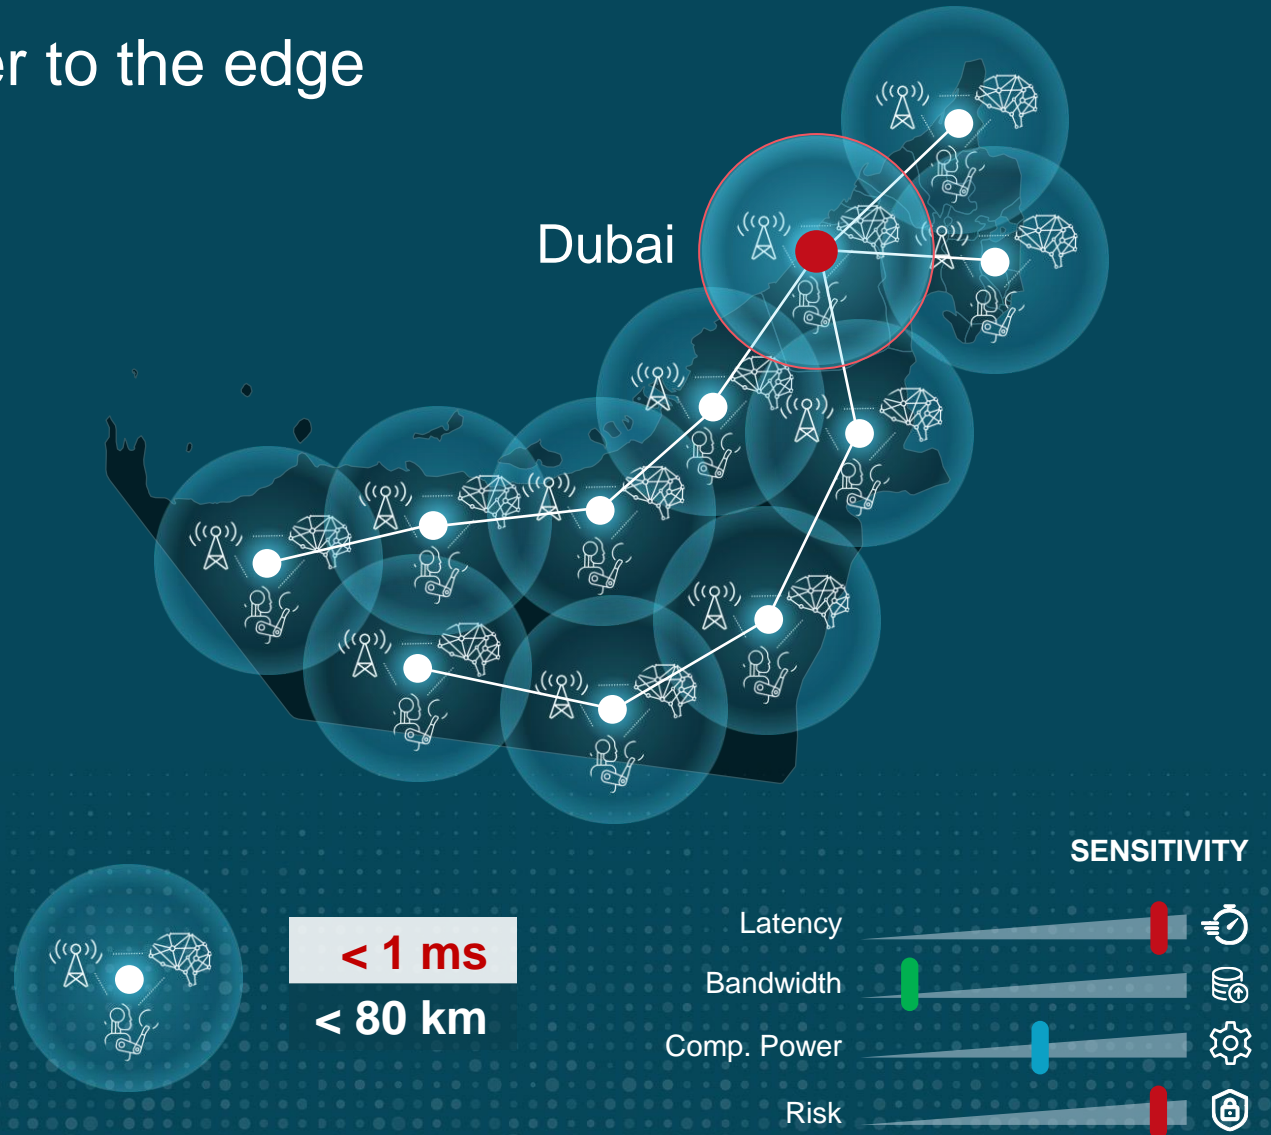 to the edge
Dubai
SENSITIVITY
Latency
< 1 ms
Bandwidth
< 80 km
Comp. Power
Risk